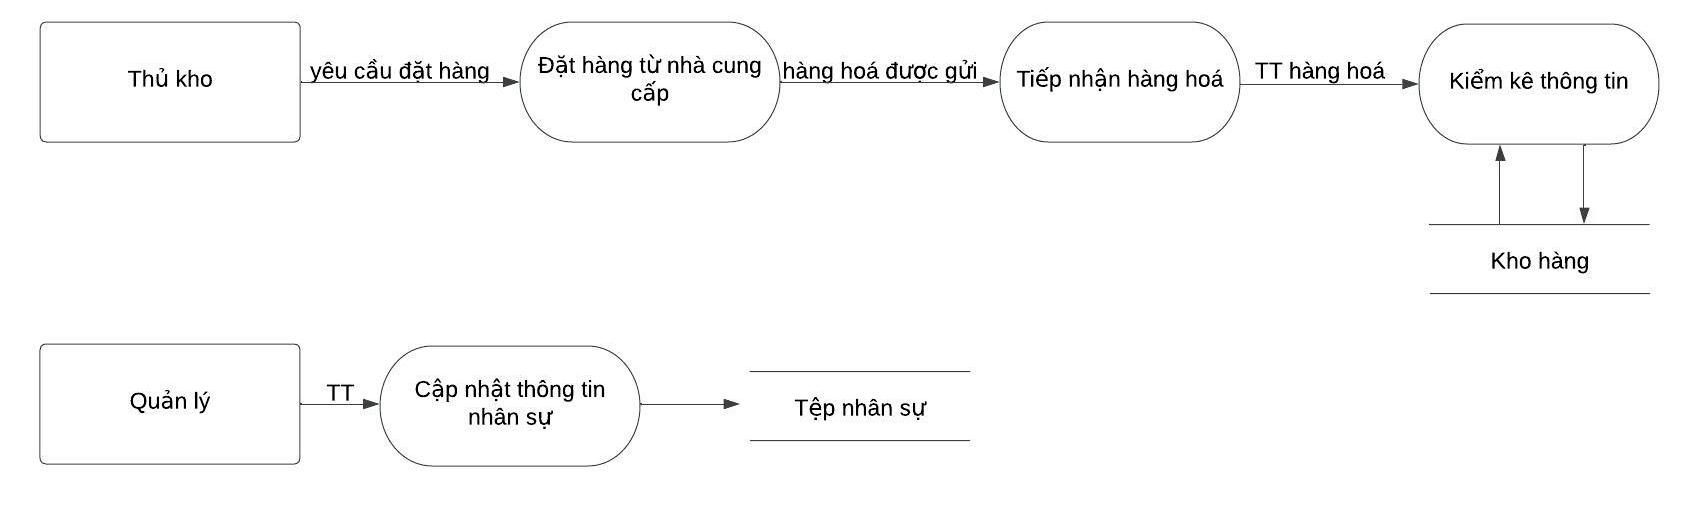 Thủ kho
yêu cầu đặt hàng
Đặt hàng từ nhà cung
cấp
hàng hoá được gửi
Tiếp nhận hàng hoá
TT hàng hoá
Kiểm kê thông tin
Kho hàng
Quản lý
TT
Cập nhật thông tin
nhân sự
Tệp nhân sự